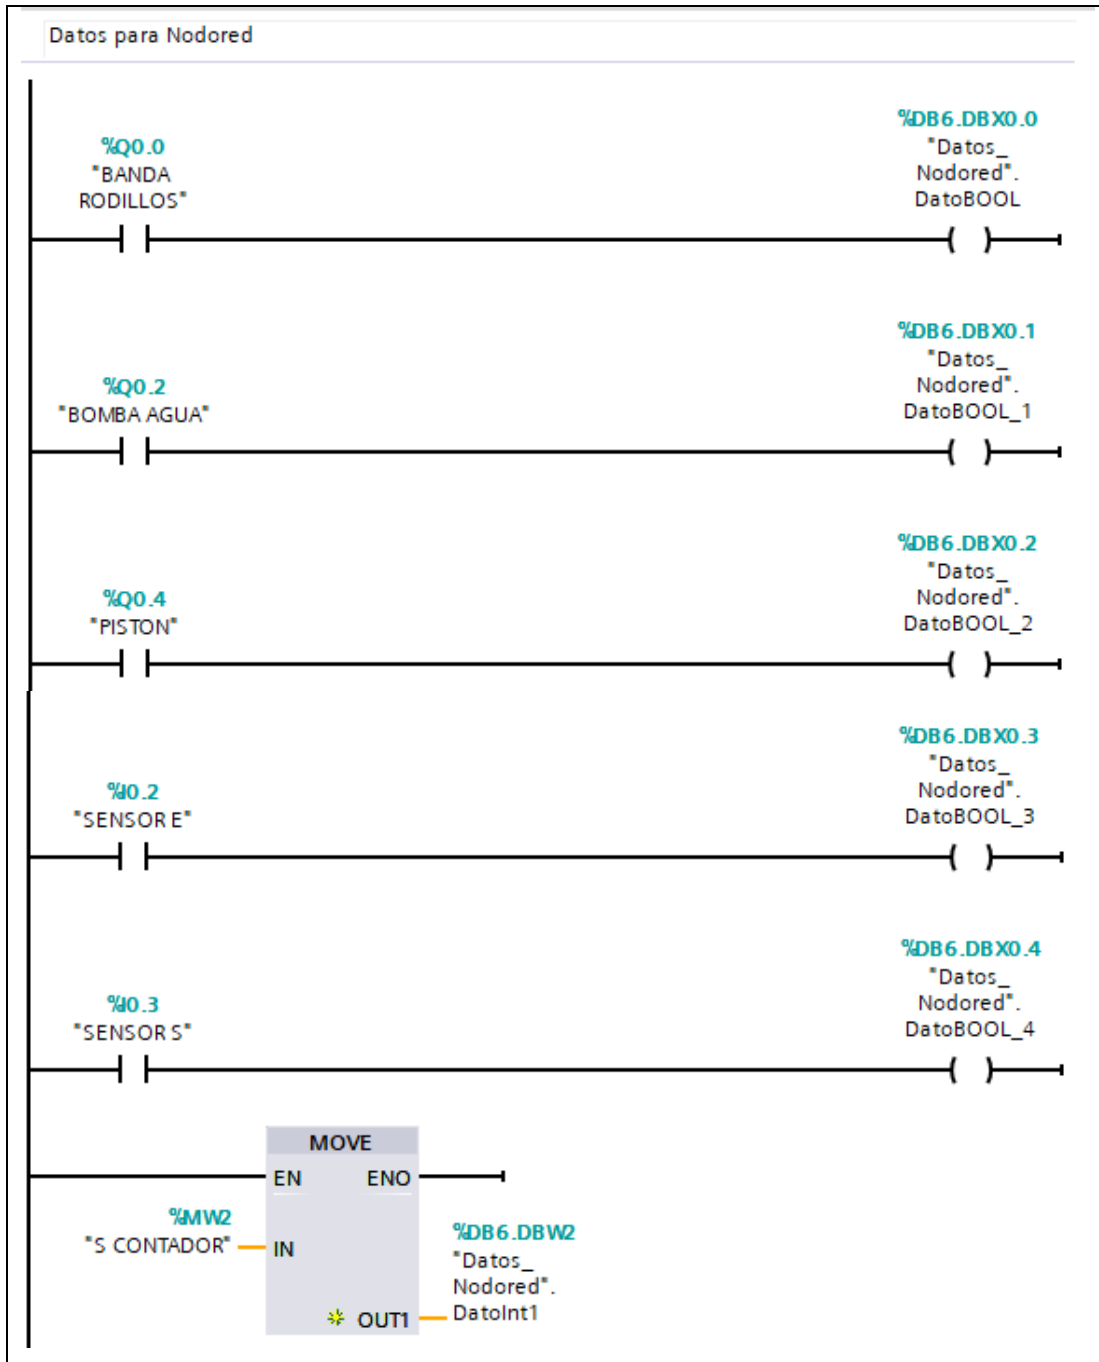 Datos para Nodored
%Q0.0
"BANDA
RODILLOS"
%DB6.DBX0.0
"Datos_
Nodored".
DatoBOOL
%Q0.2
"BOMBA AGUA"
%DB6.DBX0.1
"Datos_
Nodored".
DatoBOOL_1
%Q0.4
"PISTON"
%DB6.DBX0.2
"Datos_
Nodored".
DatoBOOL_2
%I0.2
"SENSOR E"
%DB6.DBX0.3
"Datos_
Nodored".
DatoBOOL_3
%I0.3
"SENSOR S"
%DB6.DBX0.4
"Datos_
Nodored".
DatoBOOL_4
MOVE
EN ENO
%MW2
"S CONTADOR"
IN
%DB6.DBW2
"Datos_
Nodored".
DatoInt1
OUT1